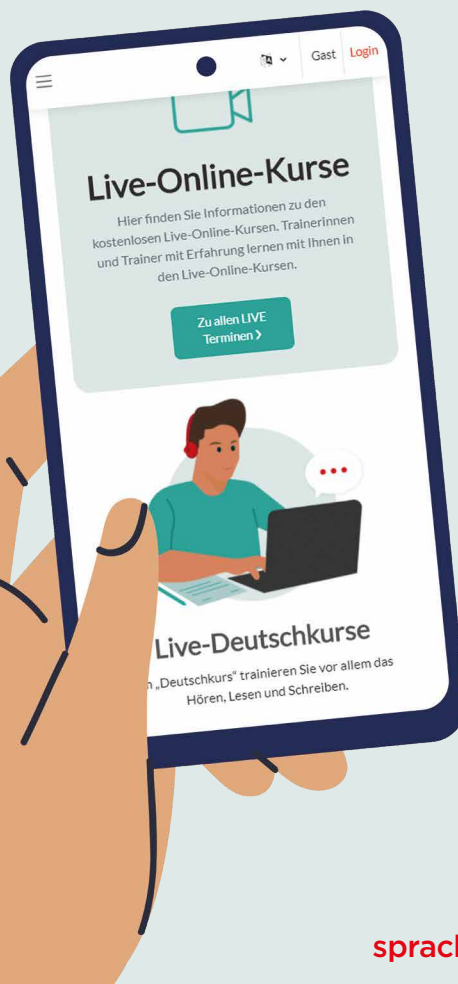 Gast Login
Live-Online-Kurse
Hier finden Sie Informationen zu den
kostenlosen Live-Online-Kursen. Trainerinnen
und Trainer mit Erfahrung lernen mit Ihnen in
den Live-Online-Kursen.
Zu allen LIVE
Terminen ›
Live-Deutschkurse
„Deutschkurs“ trainieren Sie vor allem das
Hören, Lesen und Schreiben.